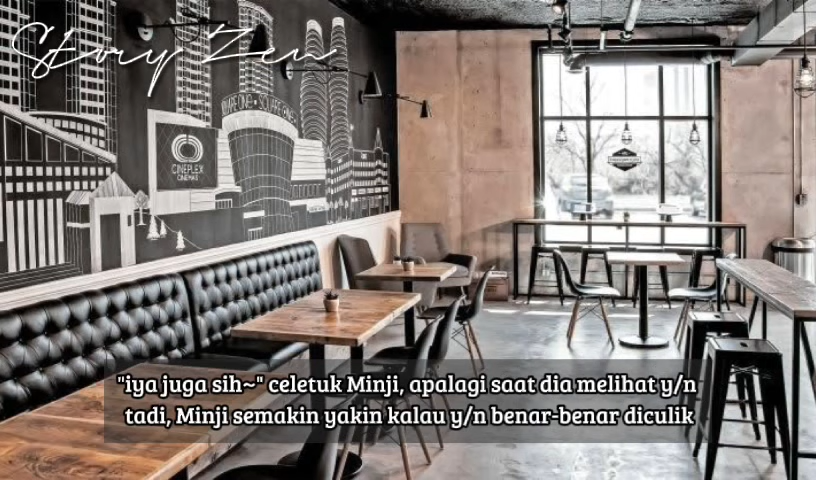 Story Zen
CINEPLEX
CINEMAS
"iya juga sih~" celetuk Minji, apalagi saat dia melihat y/n
tadi, Minji semakin yakin kalau y/n benar-benar diculik